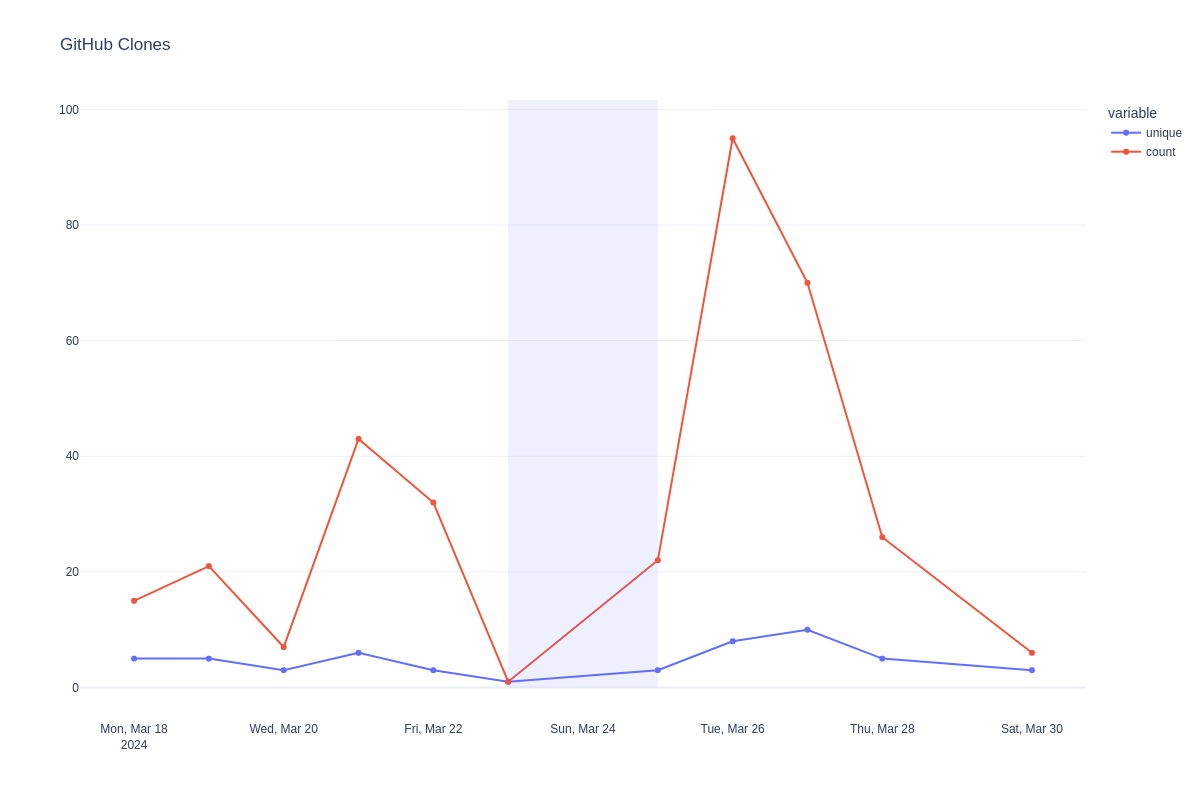 GitHub Clones
100
80
60
40
20
0
Mon, Mar 18
2024
Wed, Mar 20
Fri, Mar 22
Sun, Mar 24
Tue, Mar 26
Thu, Mar 28
Sat, Mar 30
variable
unique
count